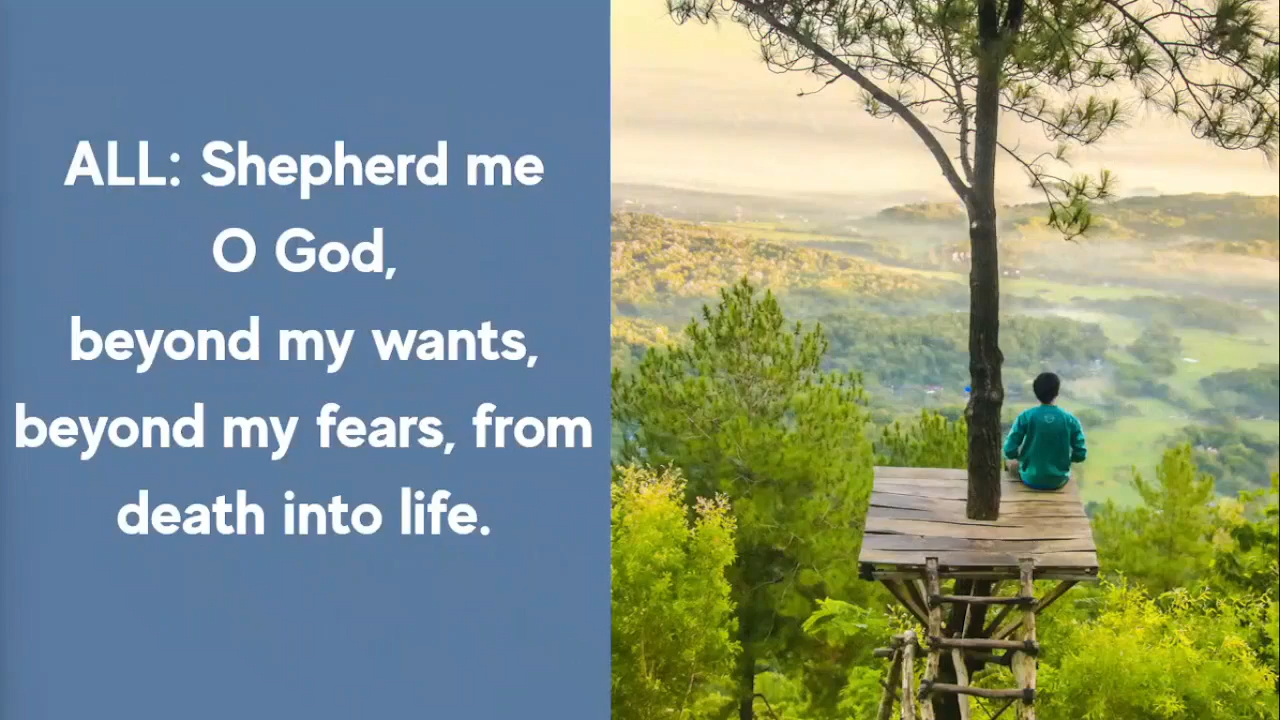 ALL: Shepherd me
O God,
beyond my wants,
beyond my fears, from
death into life.